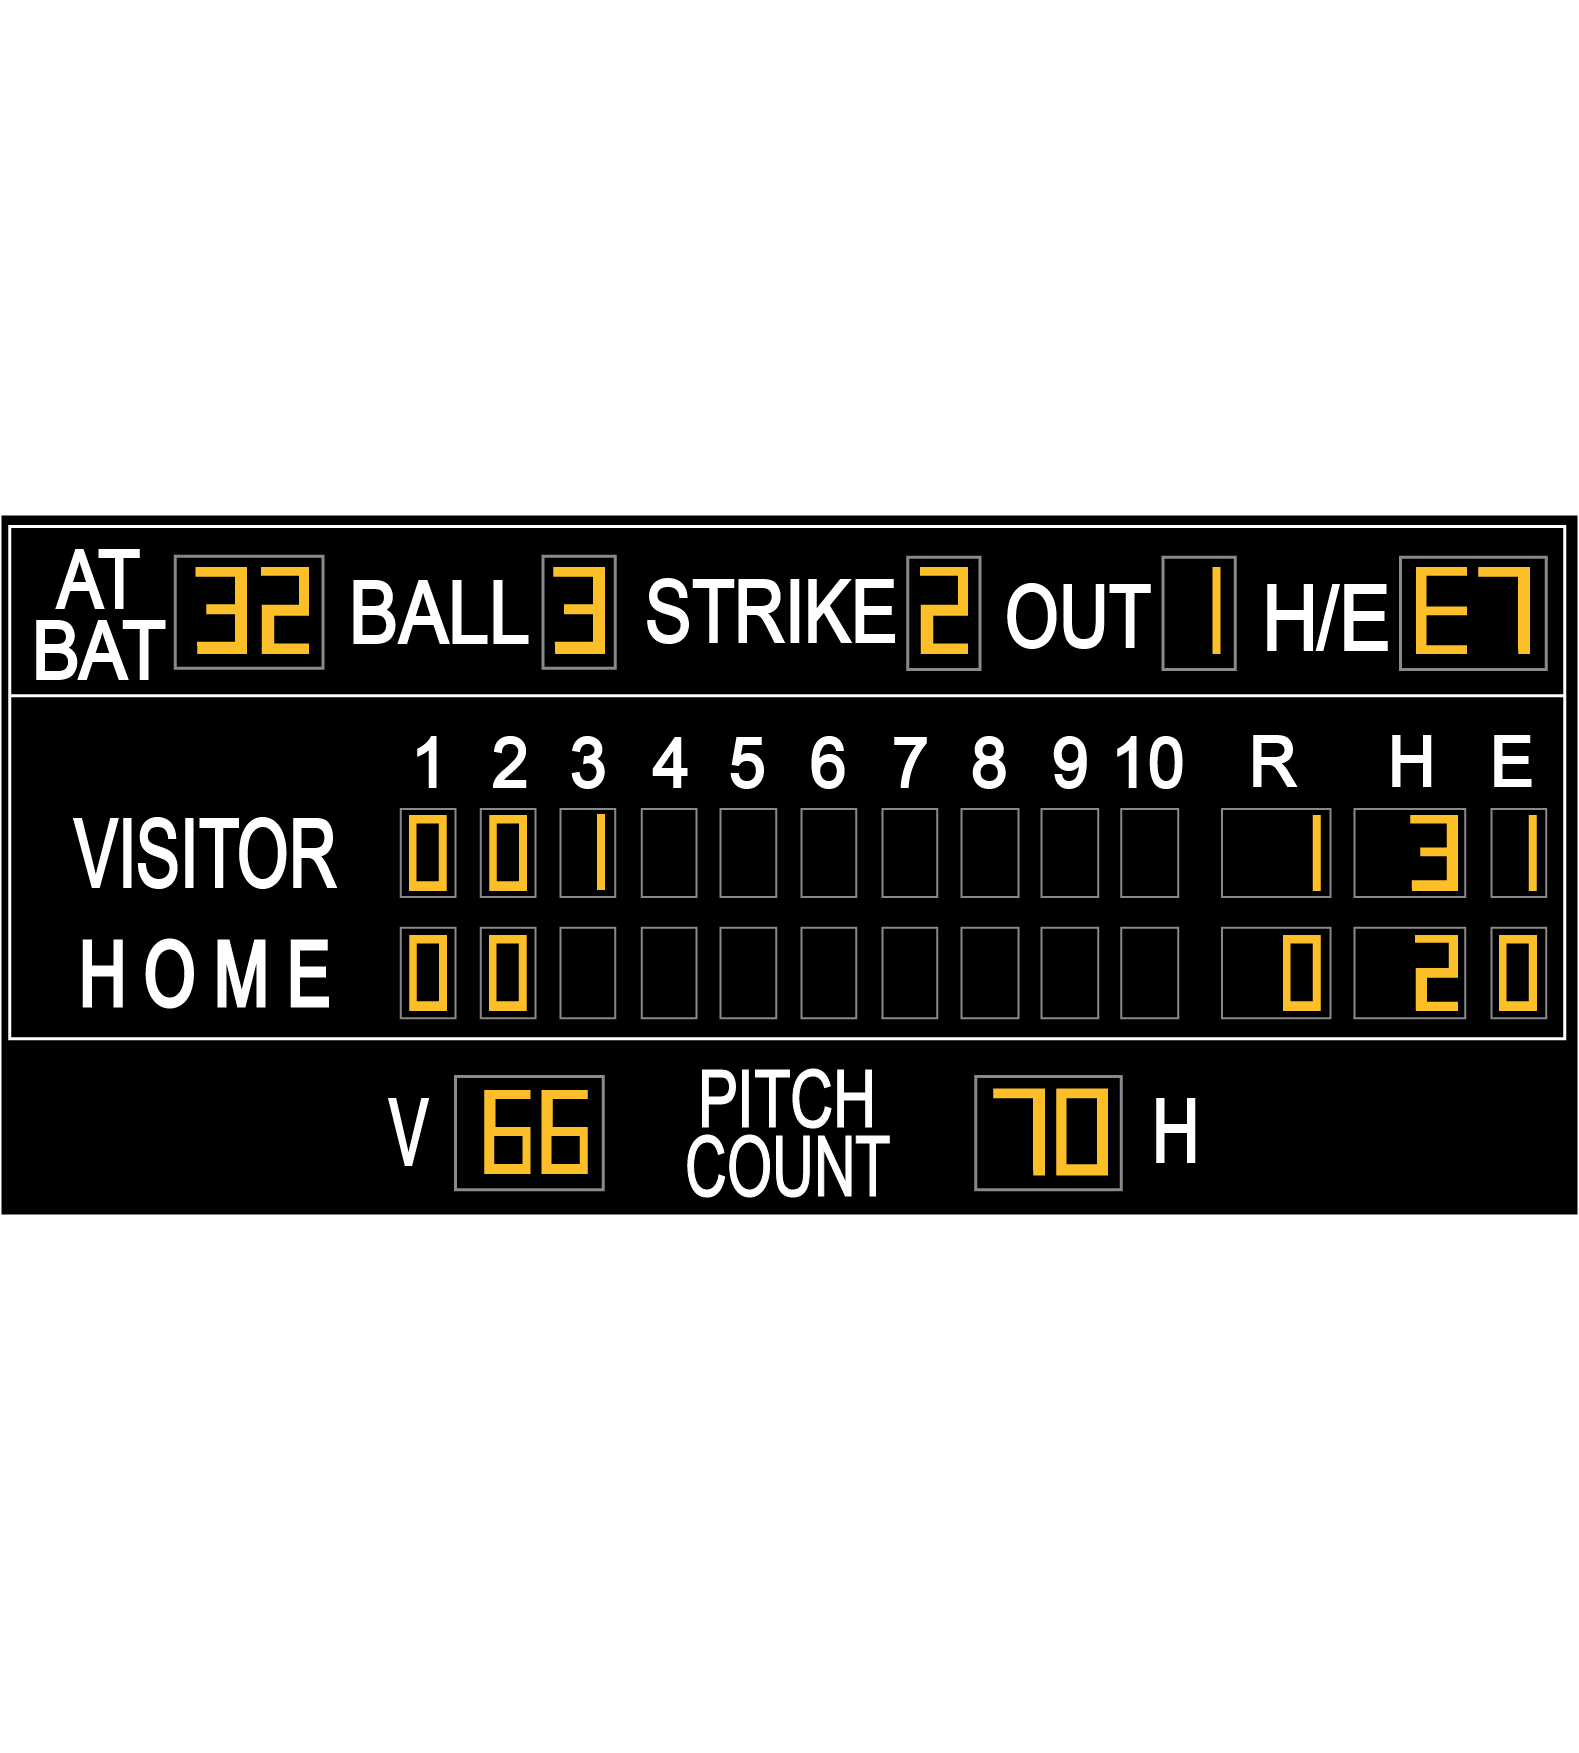 AT BAT 32 BALL 3 STRIKE 2 OUT 1 H/E E7
1 2 3 4 5 6 7 8 9 10 R H E
VISITOR 0 0 1 1 3 1
HOME 0 0 0 2 0
V 66 PITCH COUNT 70 H